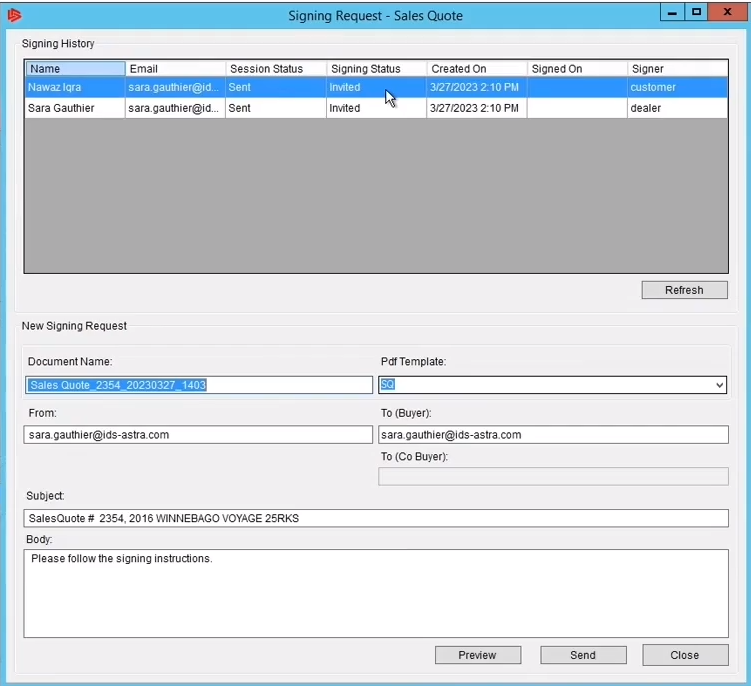 Signing Request - Sales Quote
Signing History
Name Email Session Status Signing Status Created On Signed On Signer
Nawaz Iqra sara.gauthier@id... Sent Invited 3/27/2023 2:10 PM customer
Sara Gauthier sara.gauthier@id... Sent Invited 3/27/2023 2:10 PM dealer
Refresh
New Signing Request
Document Name: Pdf Template:
Sales Quote_2354_20230327_1403 SQ
From: To (Buyer):
sara.gauthier@ids-astra.com sara.gauthier@ids-astra.com
To (Co Buyer):
Subject:
SalesQuote # 2354, 2016 WINNEBAGO VOYAGE 25RKS
Body:
Please follow the signing instructions.
Preview Send Close